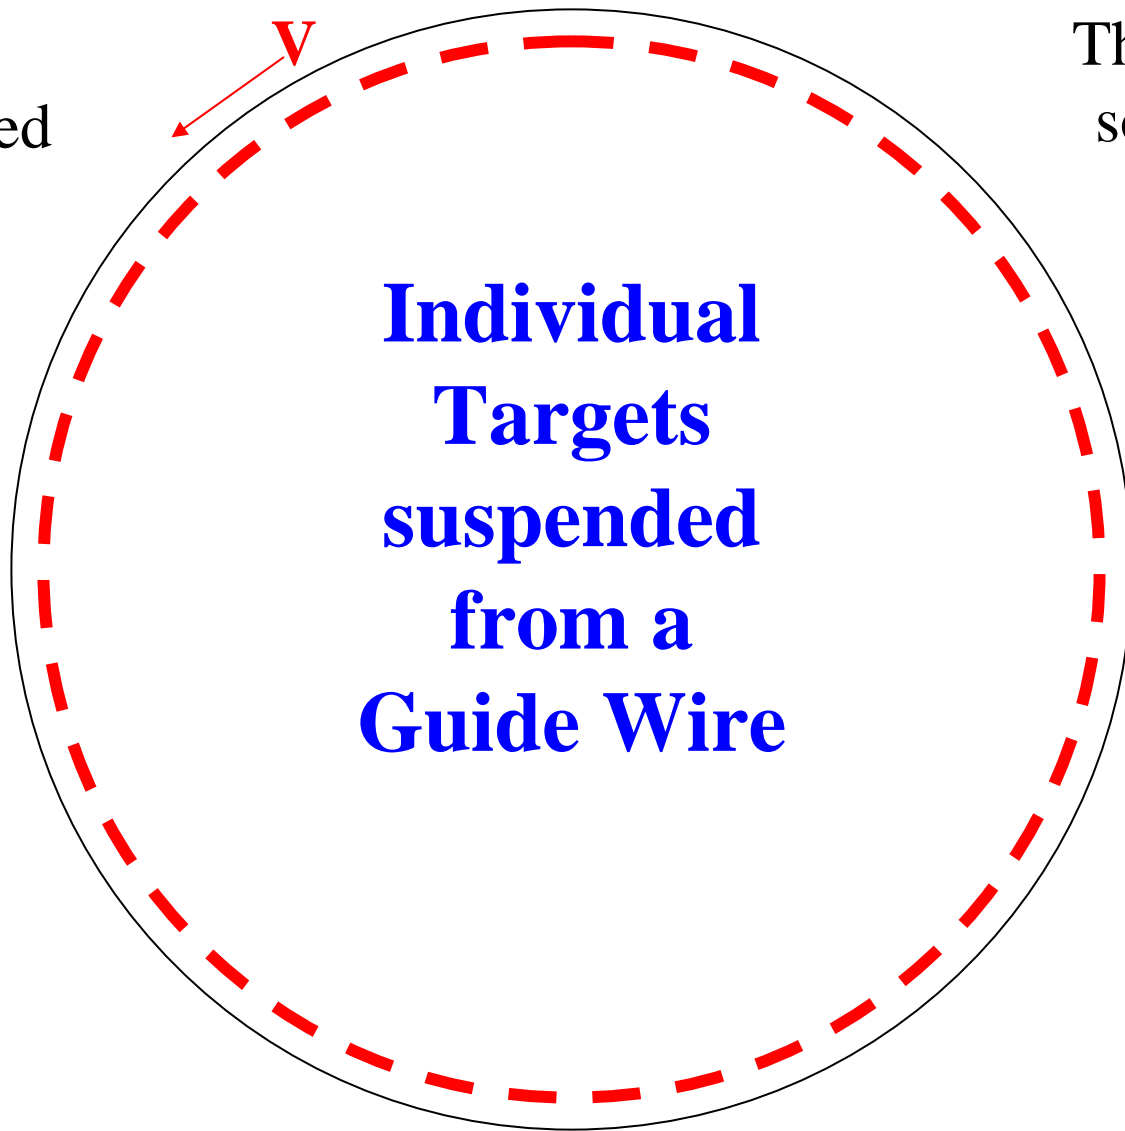 V
Individual
Targets
suspended
from a
Guide Wire